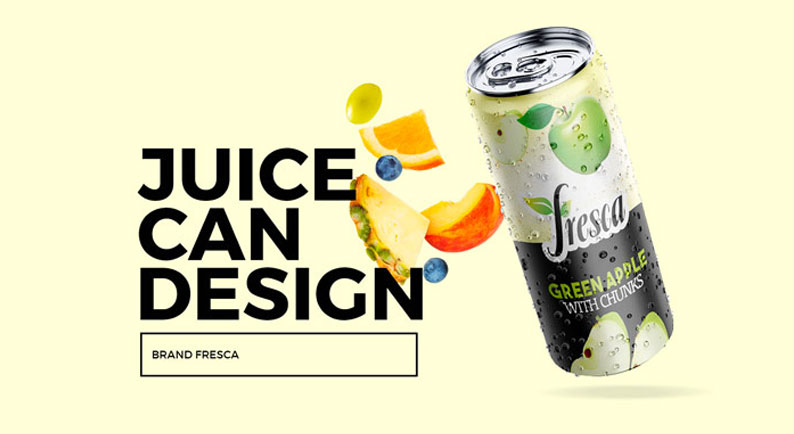 JUICE
CAN
DESIGN
BRAND FRESCA
fresca
GREEN APPLE
WITH CHUNKS